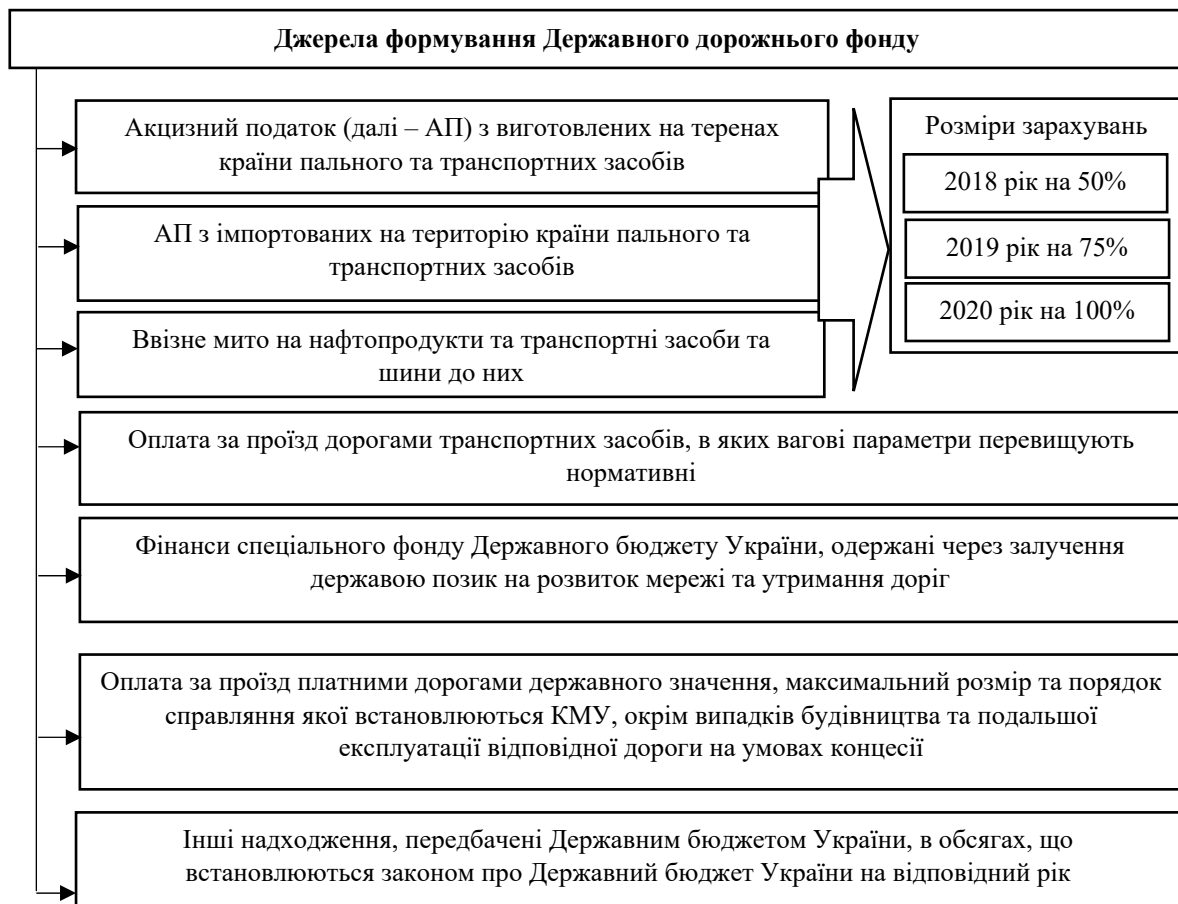 Джерела формування Державного дорожнього фонду
Акцизний податок (далі – АП) з виготовлених на теренах
країни пального та транспортних засобів
АП з імпортованих на територію країни пального та
транспортних засобів
Ввізне мито на нафтопродукти та транспортні засоби та
шини до них
Розміри зарахувань
2018 рік на 50%
2019 рік на 75%
2020 рік на 100%
Оплата за проїзд дорогами транспортних засобів, в яких вагові параметри перевищують
нормативні
Фінанси спеціального фонду Державного бюджету України, одержані через залучення
державою позик на розвиток мережі та утримання доріг
Оплата за проїзд платними дорогами державного значення, максимальний розмір та порядок
справляння якої встановлюються КМУ, окрім випадків будівництва та подальшої
експлуатації відповідної дороги на умовах концесії
Інші надходження, передбачені Державним бюджетом України, в обсягах, що
встановлюються законом про Державний бюджет України на відповідний рік